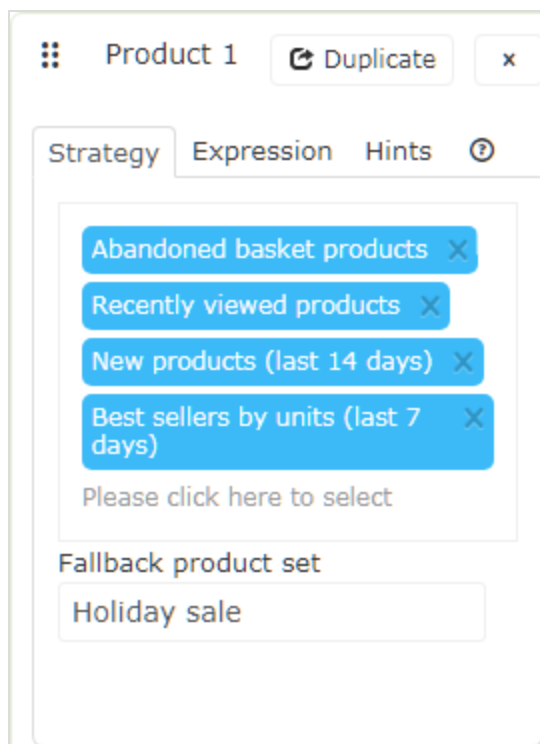 Product 1 Duplicate x
Strategy Expression Hints
Abandoned basket products
Recently viewed products
New products (last 14 days)
Best sellers by units (last 7
days)
Please click here to select
Fallback product set
Holiday sale